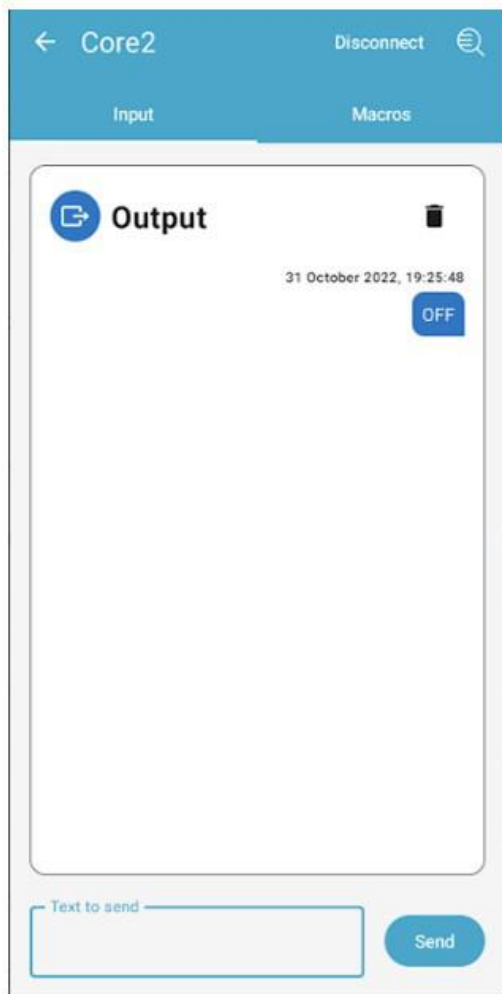 Core2 Disconnect
Input Macros
Output
31 October 2022, 19:25:48
OFF
Text to send
Send